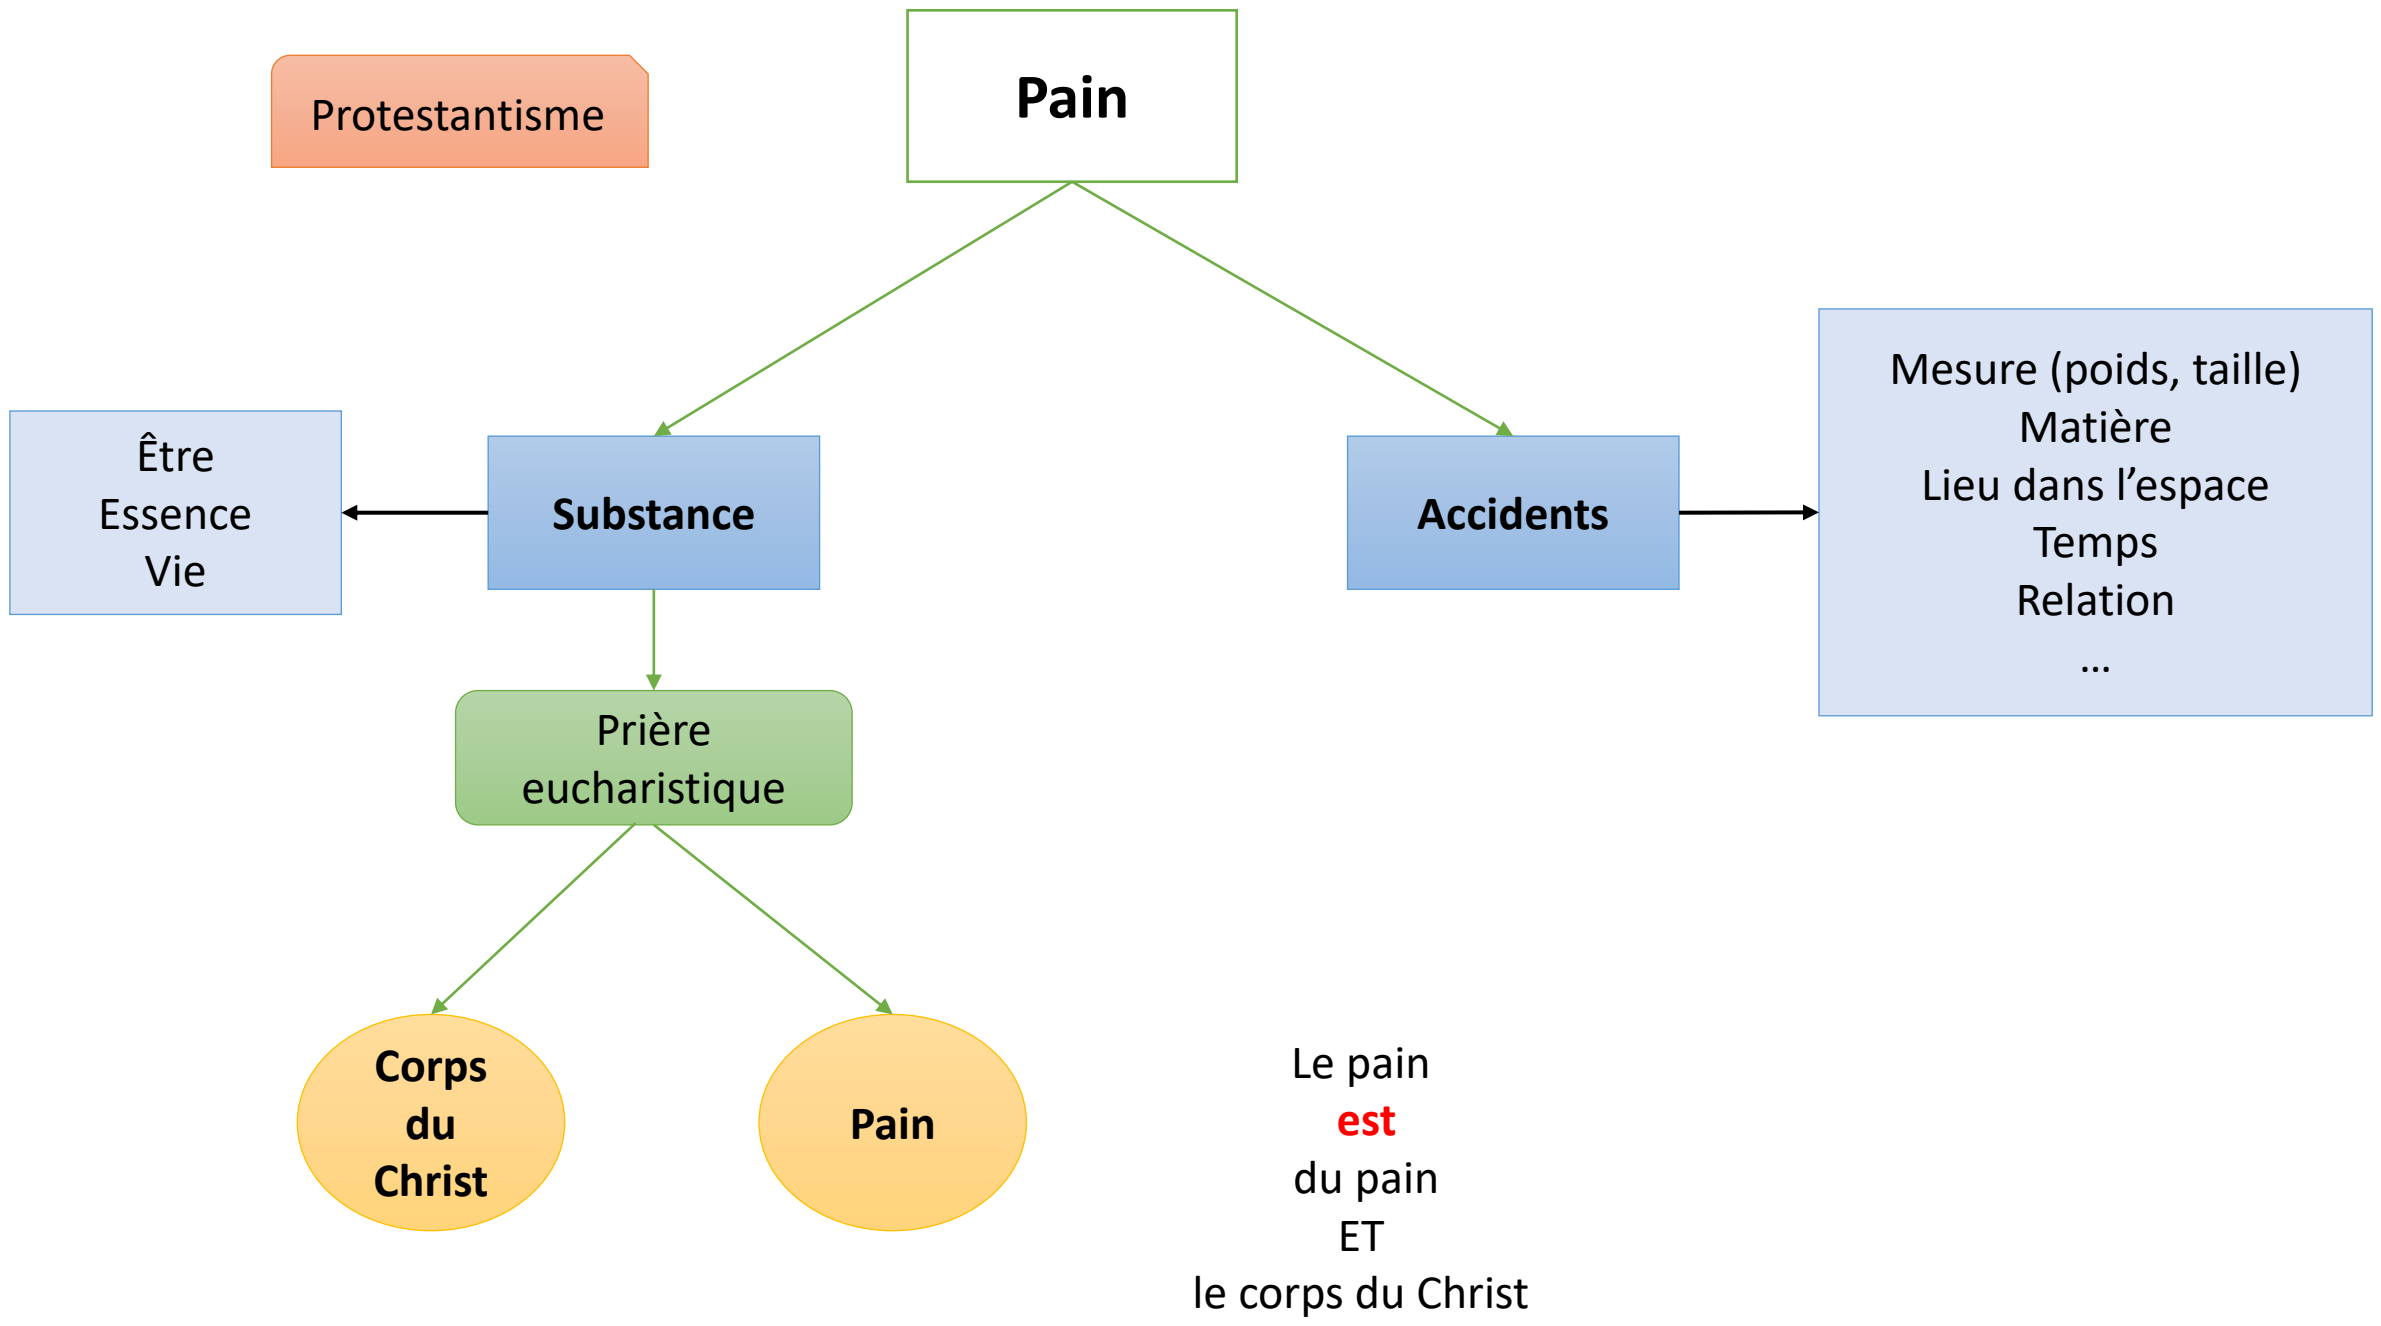 Protestantisme
Pain
Être
Essence
Vie
Substance
Accidents
Mesure (poids, taille)
Matière
Lieu dans l’espace
Temps
Relation
…
Prière
eucharistique
Corps
du
Christ
Pain
Le pain
est
du pain
ET
le corps du Christ